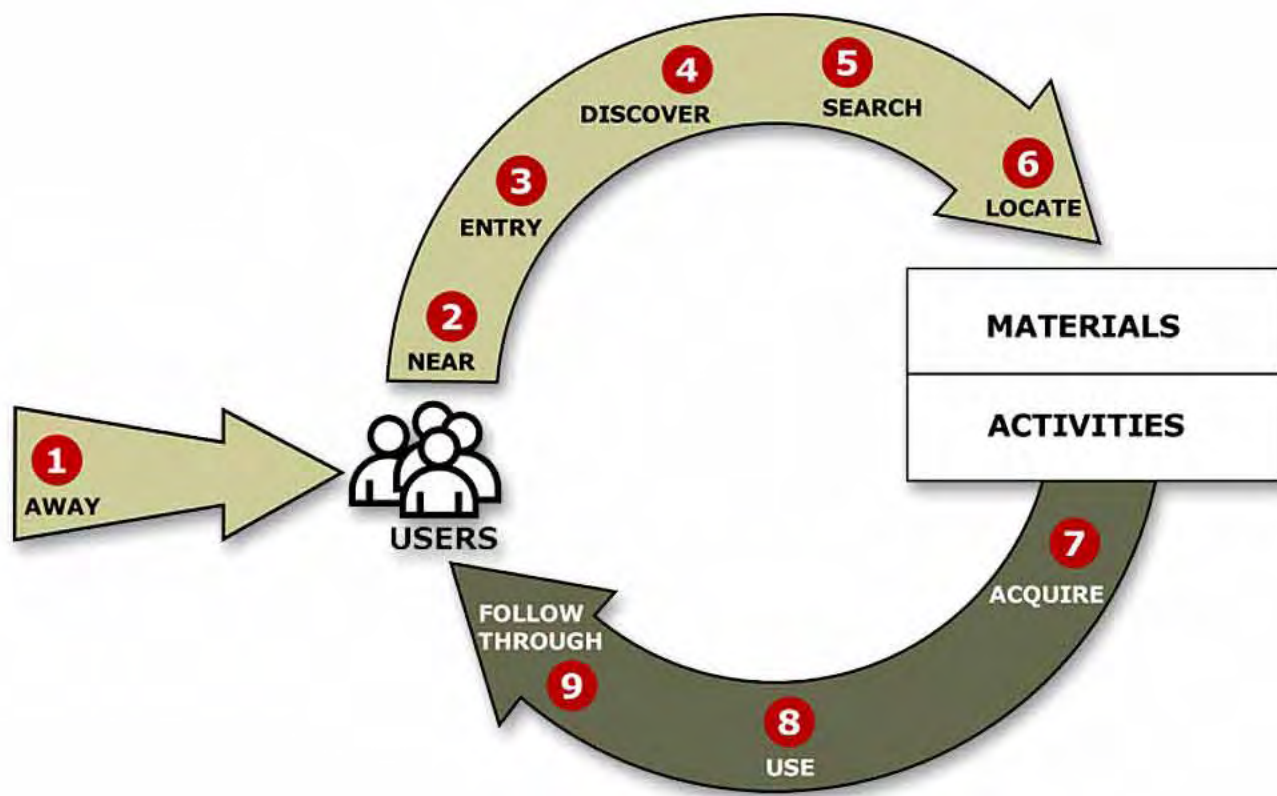 1
AWAY
USERS
2
NEAR
3
ENTRY
4
DISCOVER
5
SEARCH
6
LOCATE
MATERIALS
ACTIVITIES
7
ACQUIRE
8
USE
FOLLOW
THROUGH
9